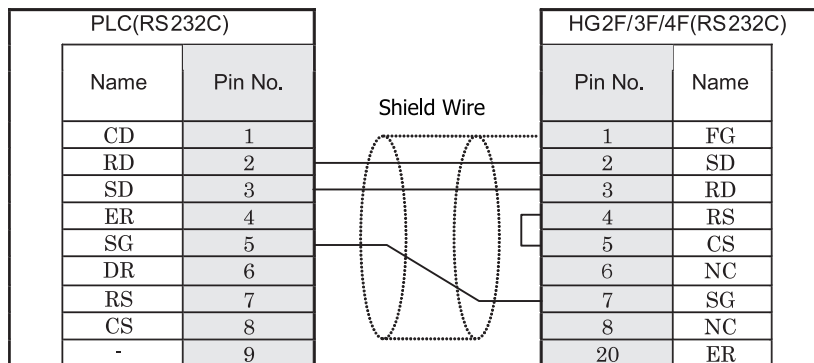 PLC(RS232C) HG2F/3F/4F(RS232C)
Name Pin No. Pin No. Name
Shield Wire
CD 1 1 FG
RD 2 2 SD
SD 3 3 RD
ER 4 4 RS
SG 5 5 CS
DR 6 6 NC
RS 7 7 SG
CS 8 8 NC
- 9 20 ER